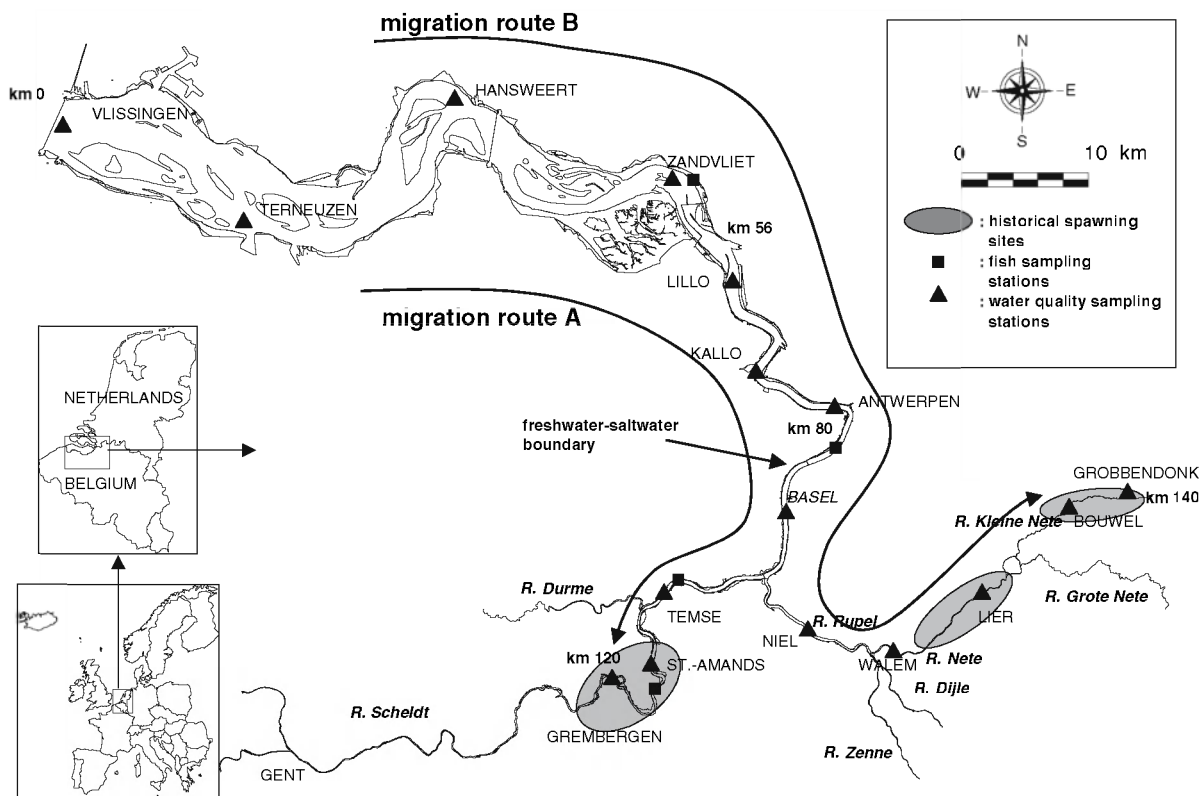 migration route B
km 0
VLISSINGEN
HANSWEERT
TERNEUZEN
ZANDVLIET
km 56
LILLO
migration route A
KALLO
ANTWERPEN
km 80
freshwater-saltwater
boundary
BASEL
GROBBENDONK
km 140
BOUWEL
R. Kleine Nete
R. Grote Nete
R. Durme
TEMSE
NIEL
R. Rupel
LIER
WALEM
R. Nete
R. Dijle
R. Zenne
km 120
ST.-AMANDS
GREMBERGEN
R. Scheldt
GENT
N
W
E
S
0
10 km
: historical spawning
sites
: fish sampling
stations
: water quality sampling
stations
NETHERLANDS
BELGIUM